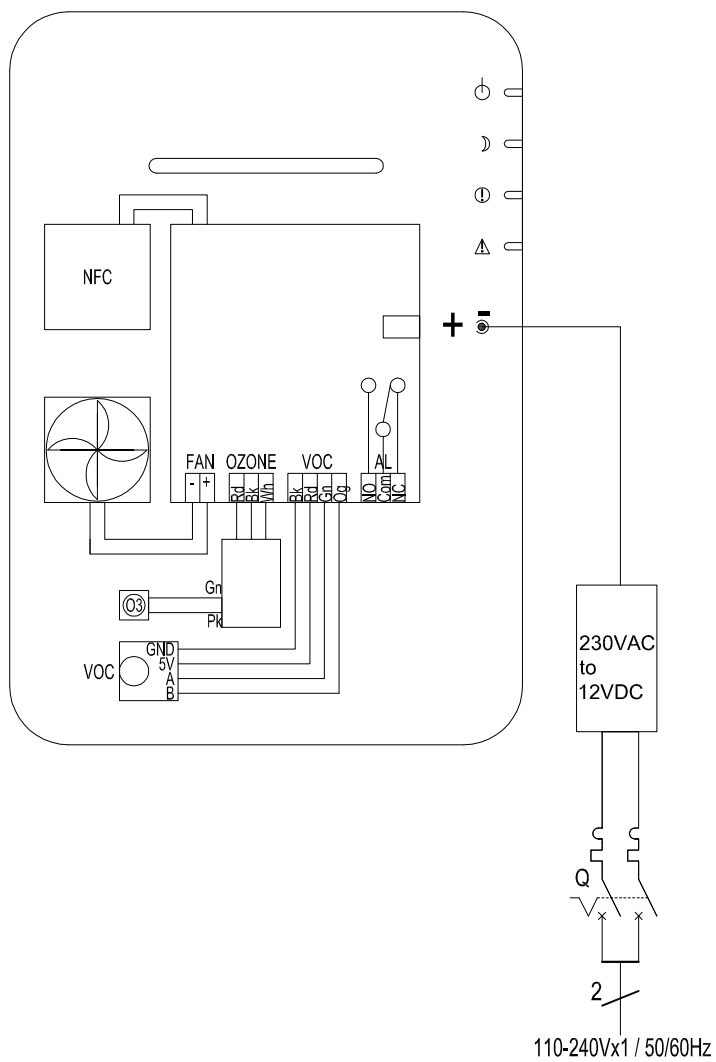 NFC
+ -
FAN OZONE VOC AL
- + Rd Bk Wh Bk Rd Gn Og NO Com NC
Gn
O3
Pk
GND
5V
VOC
A
B
230VAC
to
12VDC
Q
2
110-240Vx1 / 50/60Hz